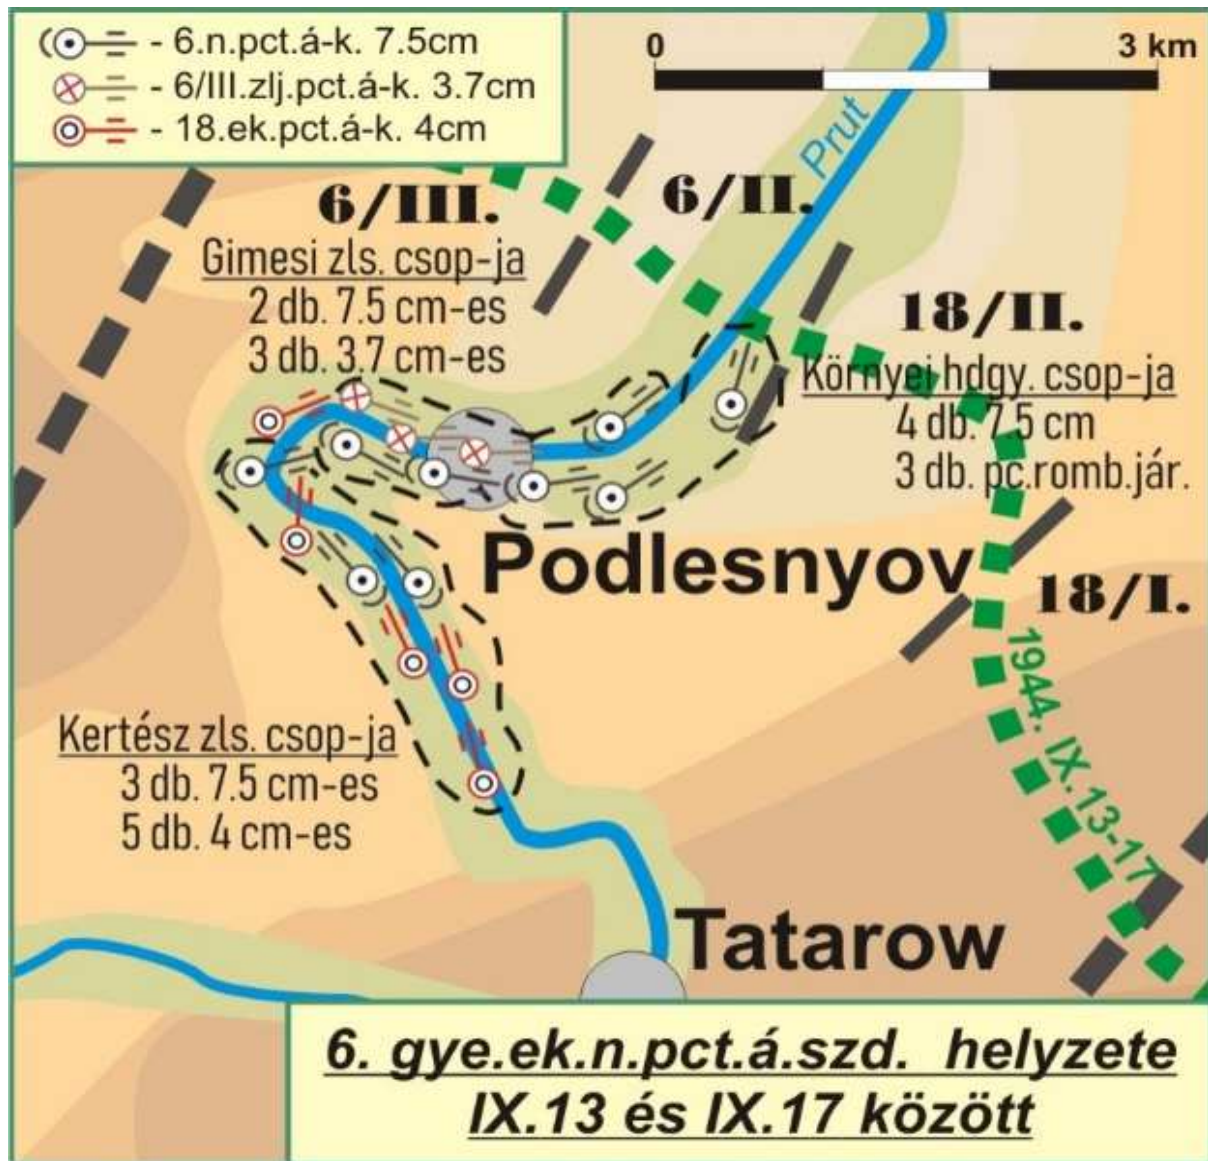 - 6.n.pct.á-k. 7.5cm
- 6/III.zlj.pct.á-k. 3.7cm
- 18.ek.pct.á-k. 4cm
0 3 km
Prut
6/III.
6/II.
Gimesi zls. csop-ja
2 db. 7.5 cm-es
3 db. 3.7 cm-es
18/II.
Környei hdgy. csop-ja
4 db. 7.5 cm
3 db. pc.romb.jár.
Podlesnyov
18/I.
1944. IX.13-17
Kertész zls. csop-ja
3 db. 7.5 cm-es
5 db. 4 cm-es
Tatarow
6. gye.ek.n.pct.á.szd. helyzete
IX.13 és IX.17 között